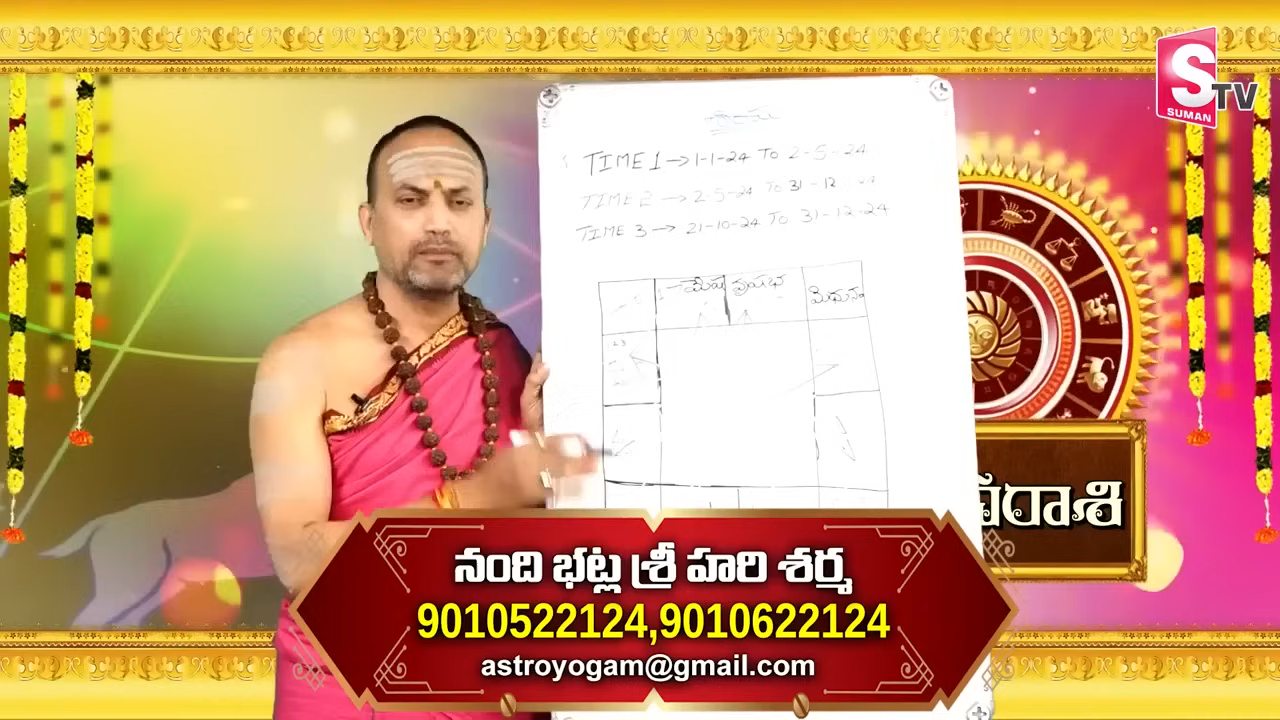 S
TV
SUMAN
TIME 1 → 1-1-24 TO 2-5-24
TIME 2 → 2-5-24 TO 31-12
TIME 3 → 21-10-24 TO 31-12-24
మేష వృషభ మిథునం
రాశి
నంది భట్ల శ్రీ హరి శర్మ
9010522124,9010622124
astroyogam@gmail.com